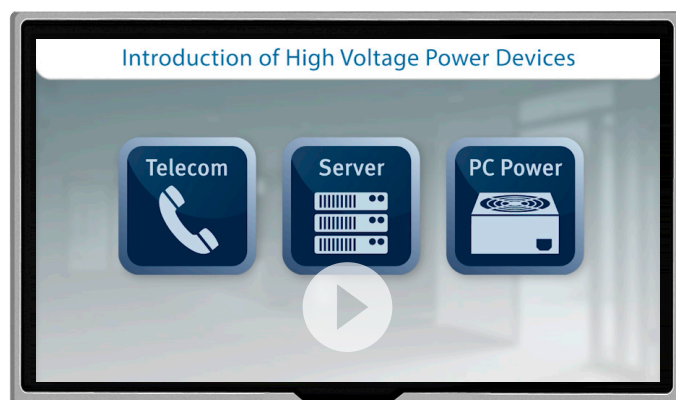 Introduction of High Voltage Power Devices
Telecom
Server
PC Power